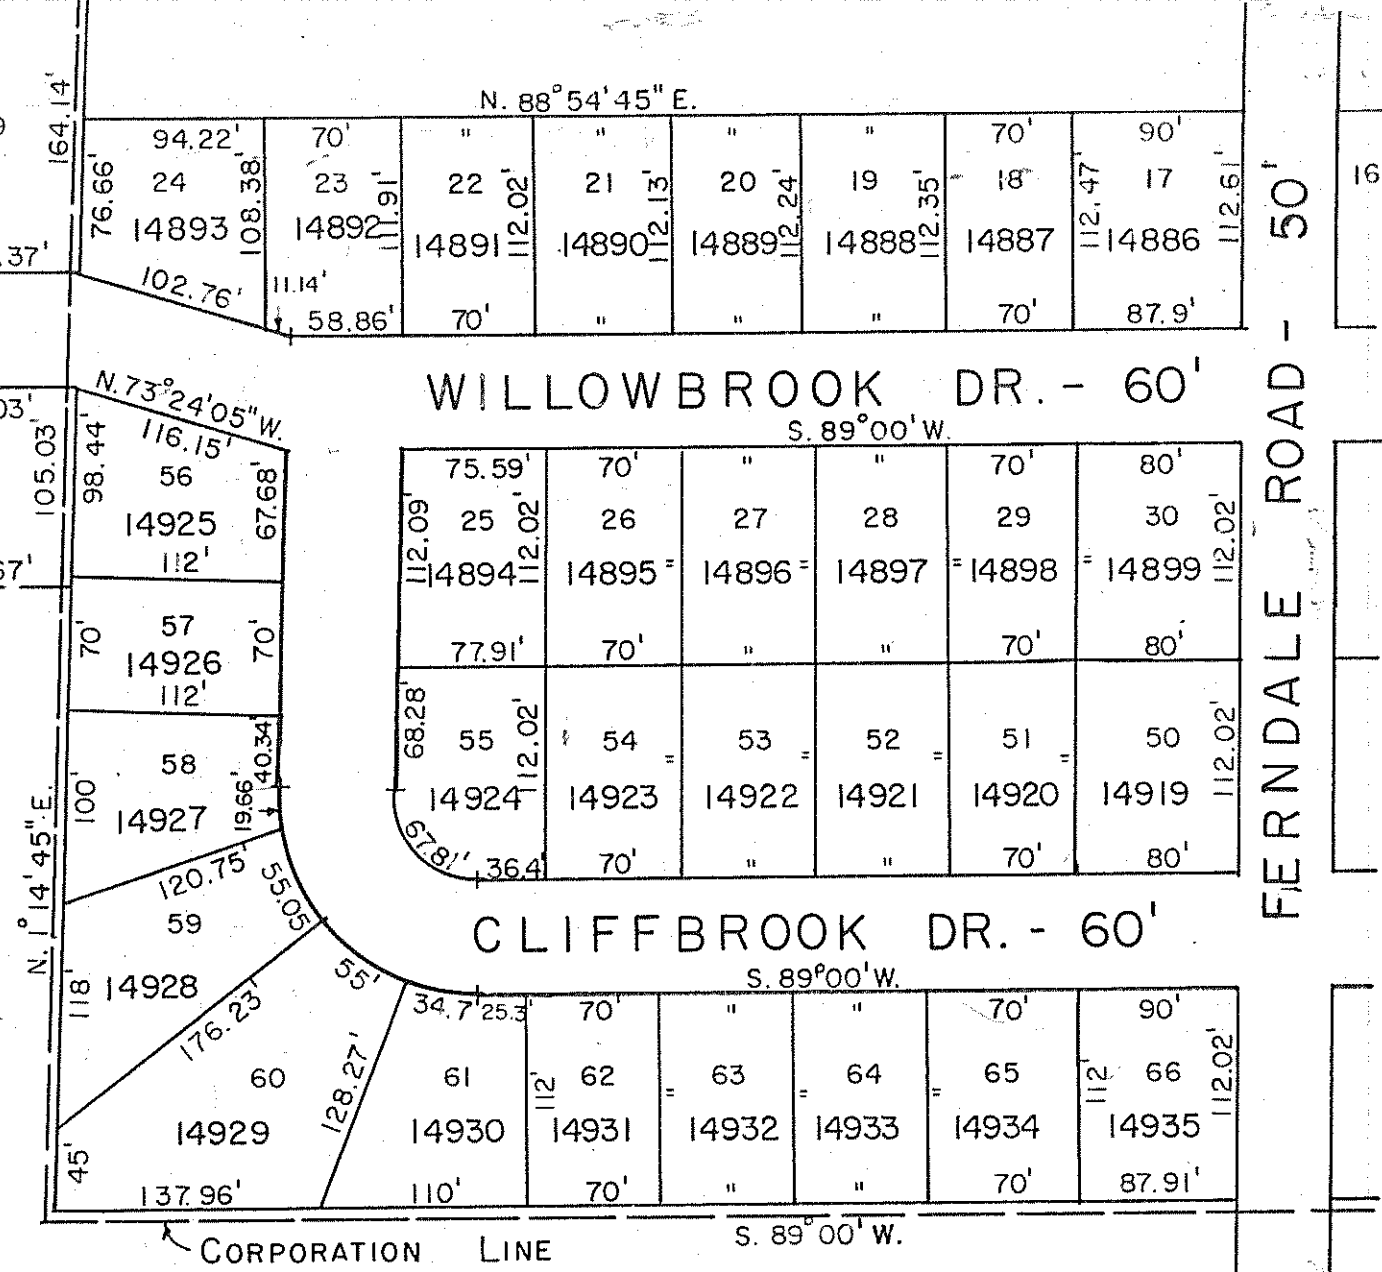 N. 88°54'45" E.
164.14'
94.22' 70' " " " " 70' 90'
76.66' 24 108.38' 23 111.91' 22 112.02' 21 112.13' 20 112.24' 19 112.35' 18 112.47' 17 112.61' 16
14893 14892 14891 14890 14889 14888 14887 14886
.37'
102.76' 11.14' 58.86' 70' " " " 70' 87.9'
FERNDALE ROAD - 50'
WILLOWBROOK DR. - 60'
S. 89°00' W.
N. 73°24'05" W.
03'
105.03'
98.44' 116.15' 67.68'
56
14925
112'
67'
75.59' 70' " " 70' 80'
112.09' 25 112.02' 26 27 28 29 30 112.02'
14894 14895 = 14896 = 14897 = 14898 = 14899
77.91' 70' " " 70' 80'
70' 57 70'
14926
112'
68.28' 55 112.02' 54 = 53 = 52 = 51 = 50 112.02'
14924 14923 14922 14921 14920 14919
67.81' 36.4 70' " " 70' 80'
40.34'
58
100' 14927 19.66'
N. 1°14'45" E.
120.75' 55.05
59
118' 14928
176.23' 55'
CLIFFBROOK DR. - 60'
S. 89°00' W.
34.7' 25.3' 70' " " 70' 90'
60 128.27' 61 112' 62 = 63 = 64 = 65 112' 66 112.02'
14929 14930 14931 14932 14933 14934 14935
45' 137.96' 110' 70' " " 70' 87.91'
S. 89°00' W.
CORPORATION LINE